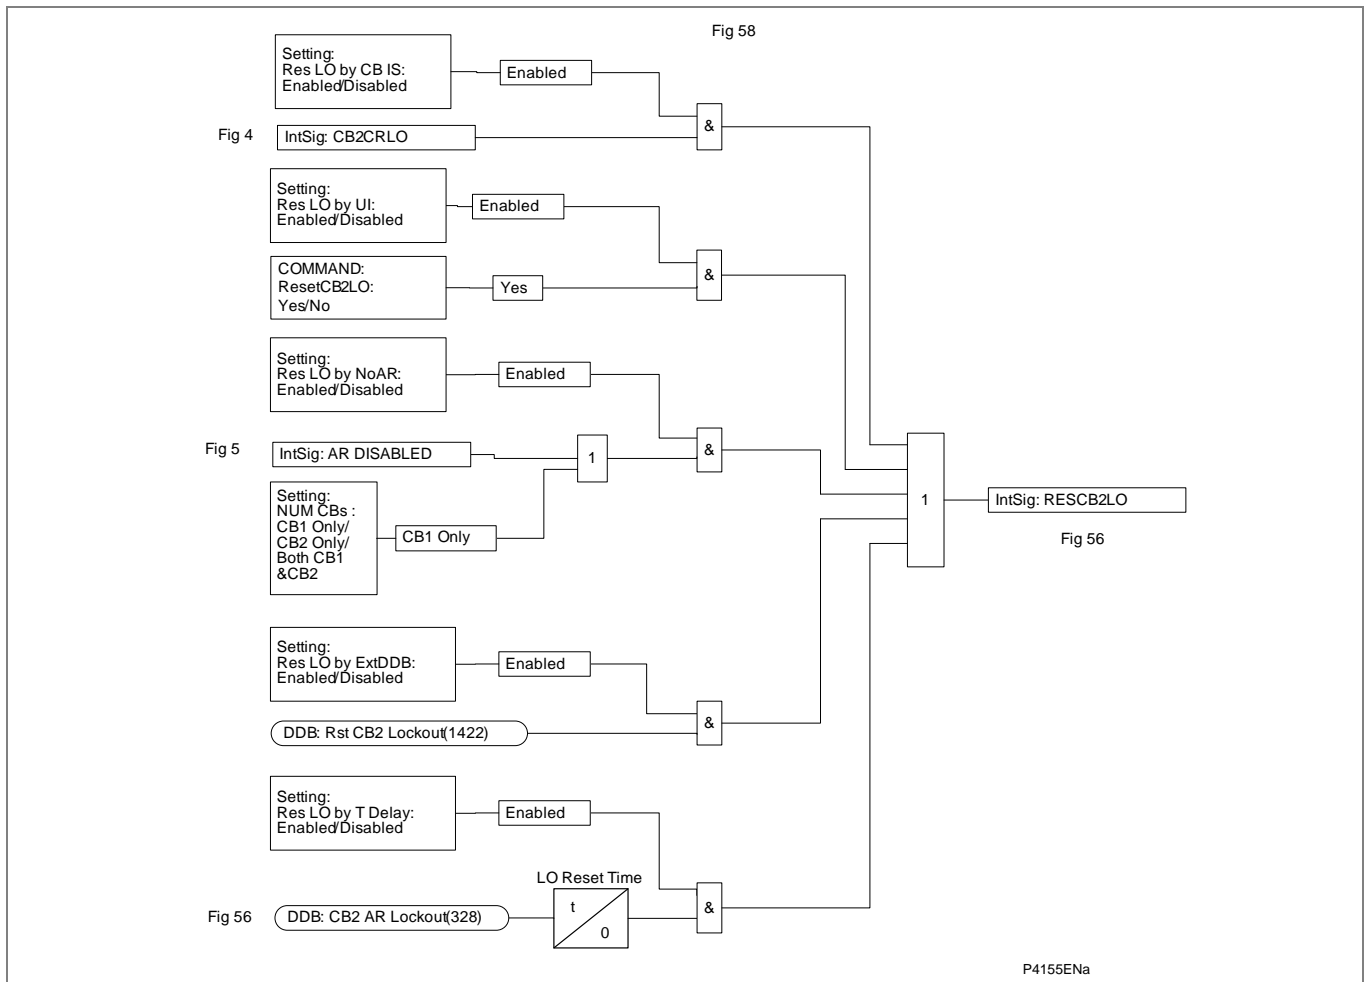 Fig 58
Setting:
Res LO by CB IS:
Enabled/Disabled
Enabled
&
Fig 4
IntSig: CB2CRLO
Setting:
Res LO by UI:
Enabled/Disabled
Enabled
&
COMMAND:
ResetCB2LO:
Yes/No
Yes
Setting:
Res LO by NoAR:
Enabled/Disabled
Enabled
&
Fig 5
IntSig: AR DISABLED
1
Setting:
NUM CBs :
CB1 Only/
CB2 Only/
Both CB1
&CB2
CB1 Only
1
IntSig: RESCB2LO
Fig 56
Setting:
Res LO by ExtDDB:
Enabled/Disabled
Enabled
&
DDB: Rst CB2 Lockout(1422)
Setting:
Res LO by T Delay:
Enabled/Disabled
Enabled
LO Reset Time
&
Fig 56
DDB: CB2 AR Lockout(328)
t
0
P4155ENa